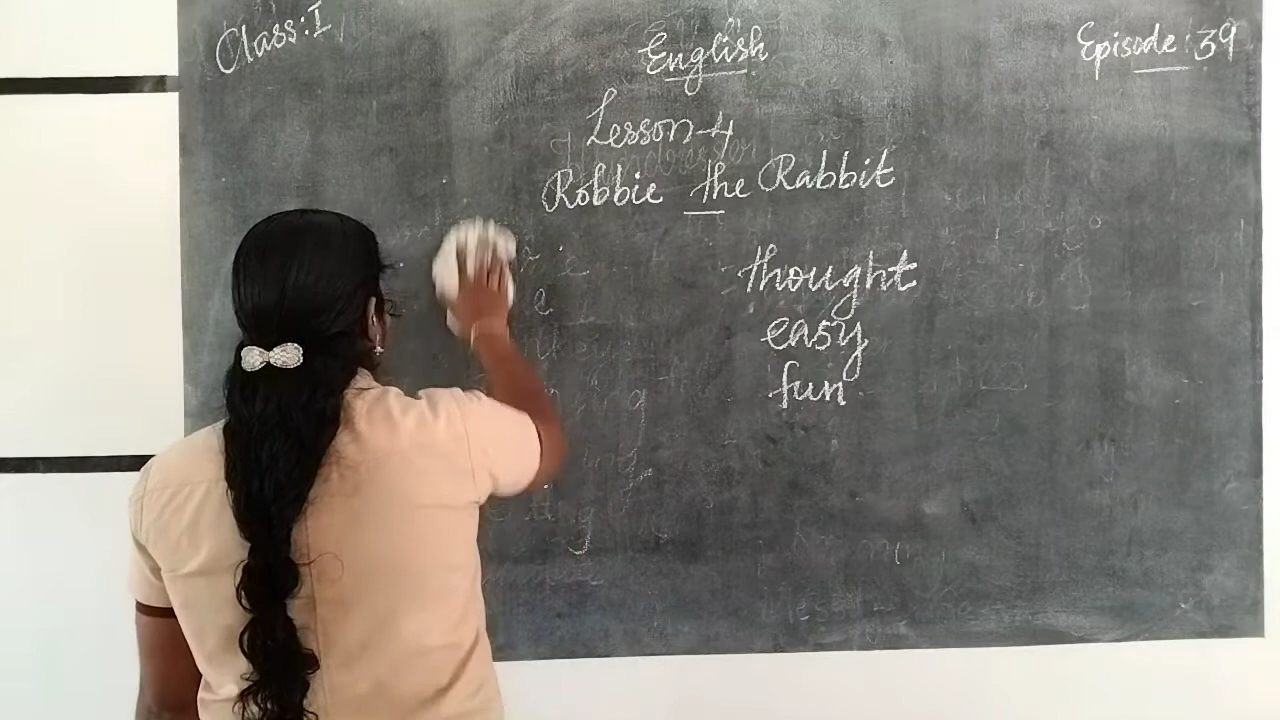 Class: I
English
Episode: 39
Lesson-4
Robbie the Rabbit
thought
easy
fun